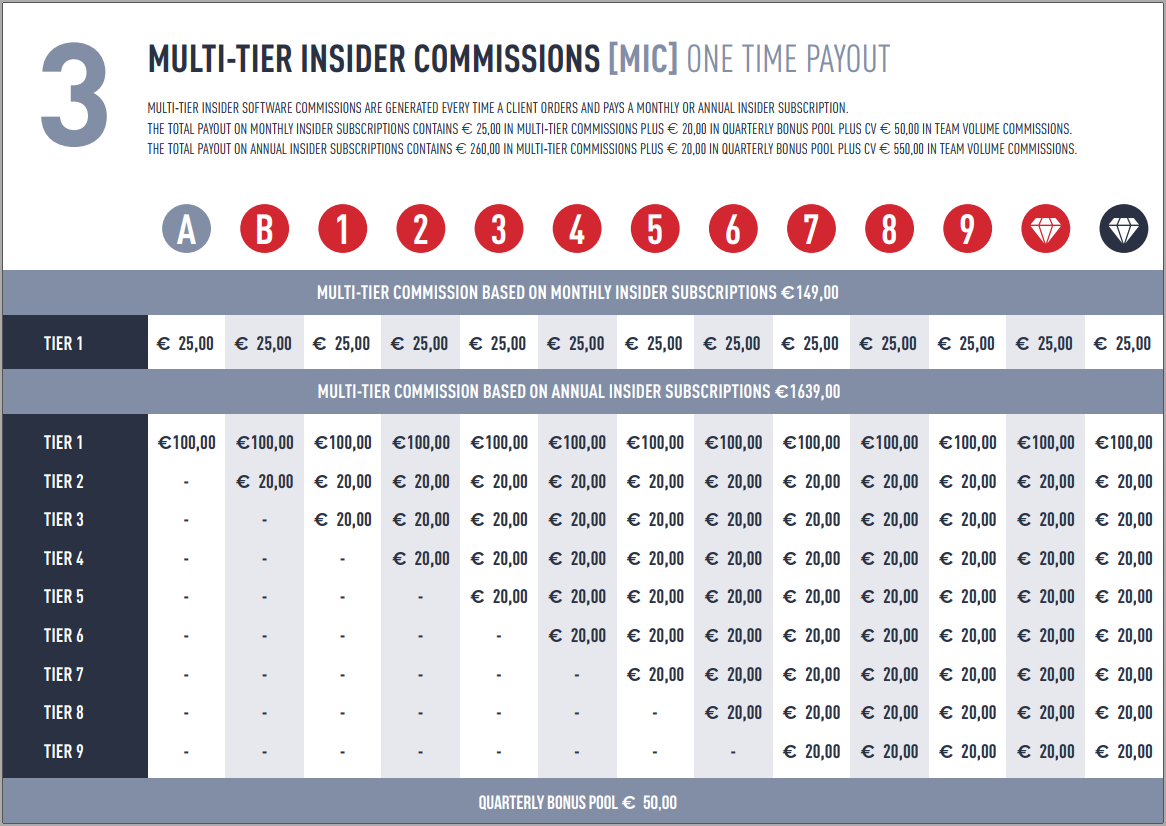 3
MULTI-TIER INSIDER COMMISSIONS [MIC] ONE TIME PAYOUT
MULTI-TIER INSIDER SOFTWARE COMMISSIONS ARE GENERATED EVERY TIME A CLIENT ORDERS AND PAYS A MONTHLY OR ANNUAL INSIDER SUBSCRIPTION.
THE TOTAL PAYOUT ON MONTHLY INSIDER SUBSCRIPTIONS CONTAINS € 25,00 IN MULTI-TIER COMMISSIONS PLUS € 20,00 IN QUARTERLY BONUS POOL PLUS CV € 50,00 IN TEAM VOLUME COMMISSIONS.
THE TOTAL PAYOUT ON ANNUAL INSIDER SUBSCRIPTIONS CONTAINS € 260,00 IN MULTI-TIER COMMISSIONS PLUS € 20,00 IN QUARTERLY BONUS POOL PLUS CV € 550,00 IN TEAM VOLUME COMMISSIONS.
A B 1 2 3 4 5 6 7 8 9
MULTI-TIER COMMISSION BASED ON MONTHLY INSIDER SUBSCRIPTIONS €149,00
TIER 1 € 25,00 € 25,00 € 25,00 € 25,00 € 25,00 € 25,00 € 25,00 € 25,00 € 25,00 € 25,00 € 25,00 € 25,00 € 25,00
MULTI-TIER COMMISSION BASED ON ANNUAL INSIDER SUBSCRIPTIONS €1639,00
TIER 1 €100,00 €100,00 €100,00 €100,00 €100,00 €100,00 €100,00 €100,00 €100,00 €100,00 €100,00 €100,00 €100,00
TIER 2 - € 20,00 € 20,00 € 20,00 € 20,00 € 20,00 € 20,00 € 20,00 € 20,00 € 20,00 € 20,00 € 20,00 € 20,00
TIER 3 - - € 20,00 € 20,00 € 20,00 € 20,00 € 20,00 € 20,00 € 20,00 € 20,00 € 20,00 € 20,00 € 20,00
TIER 4 - - - € 20,00 € 20,00 € 20,00 € 20,00 € 20,00 € 20,00 € 20,00 € 20,00 € 20,00 € 20,00
TIER 5 - - - - € 20,00 € 20,00 € 20,00 € 20,00 € 20,00 € 20,00 € 20,00 € 20,00 € 20,00
TIER 6 - - - - - € 20,00 € 20,00 € 20,00 € 20,00 € 20,00 € 20,00 € 20,00 € 20,00
TIER 7 - - - - - - € 20,00 € 20,00 € 20,00 € 20,00 € 20,00 € 20,00 € 20,00
TIER 8 - - - - - - - € 20,00 € 20,00 € 20,00 € 20,00 € 20,00 € 20,00
TIER 9 - - - - - - - - € 20,00 € 20,00 € 20,00 € 20,00 € 20,00
QUARTERLY BONUS POOL € 50,00